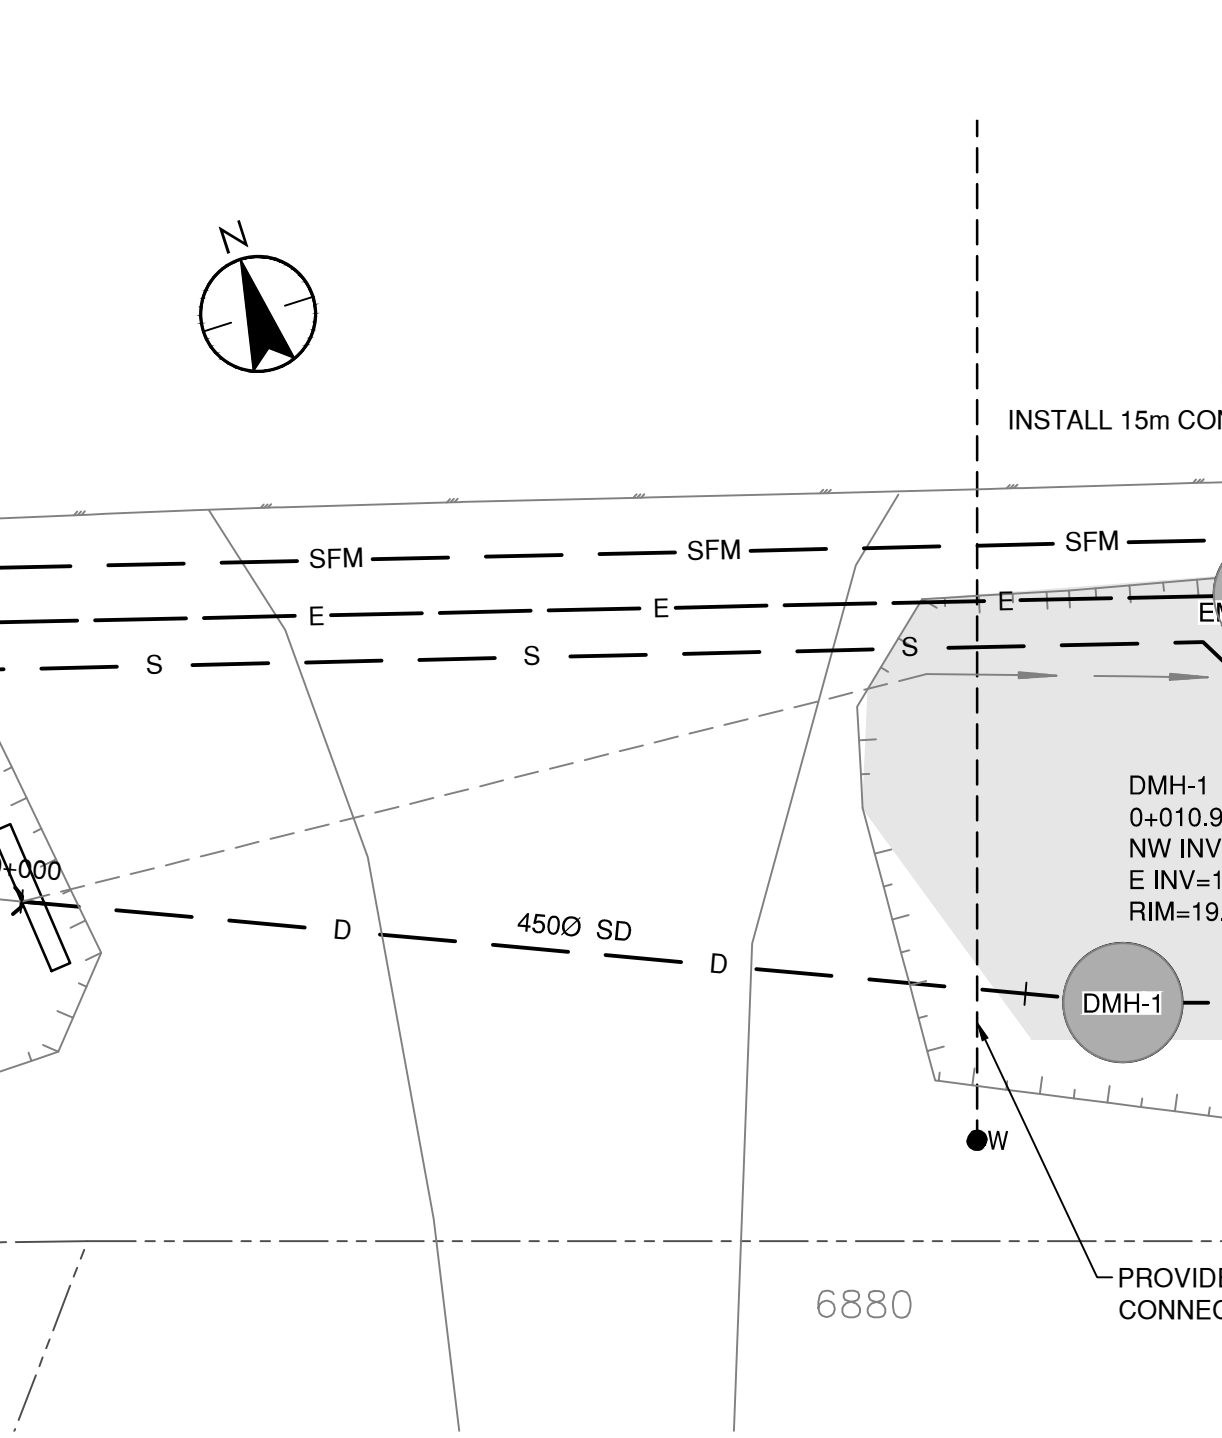 N
INSTALL 15m CON
SFM
SFM
SFM
E
E
E
EM
S
S
S
DMH-1
0+010.9
NW INV
E INV=1
RIM=19.
0+000
D
450Ø SD
D
DMH-1
W
PROVIDE
CONNEC
6880